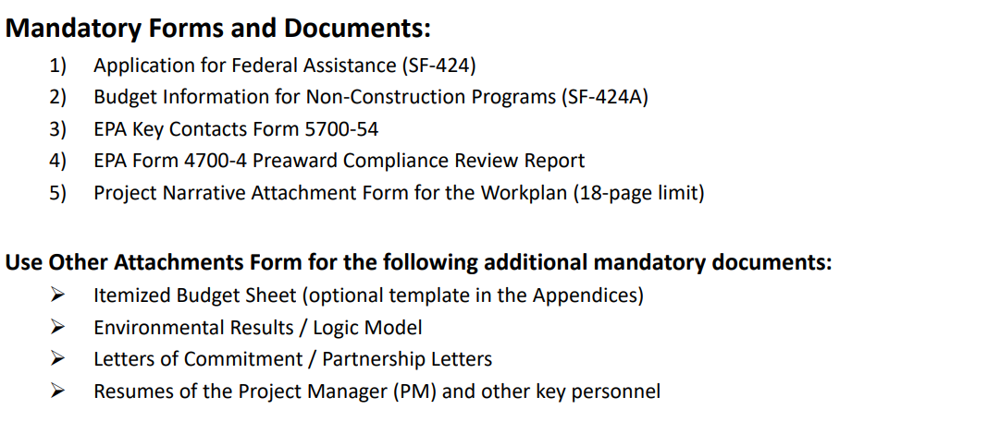 Mandatory Forms and Documents:
1) Application for Federal Assistance (SF-424)
2) Budget Information for Non-Construction Programs (SF-424A)
3) EPA Key Contacts Form 5700-54
4) EPA Form 4700-4 Preaward Compliance Review Report
5) Project Narrative Attachment Form for the Workplan (18-page limit)
Use Other Attachments Form for the following additional mandatory documents:
➢ Itemized Budget Sheet (optional template in the Appendices)
➢ Environmental Results / Logic Model
➢ Letters of Commitment / Partnership Letters
➢ Resumes of the Project Manager (PM) and other key personnel